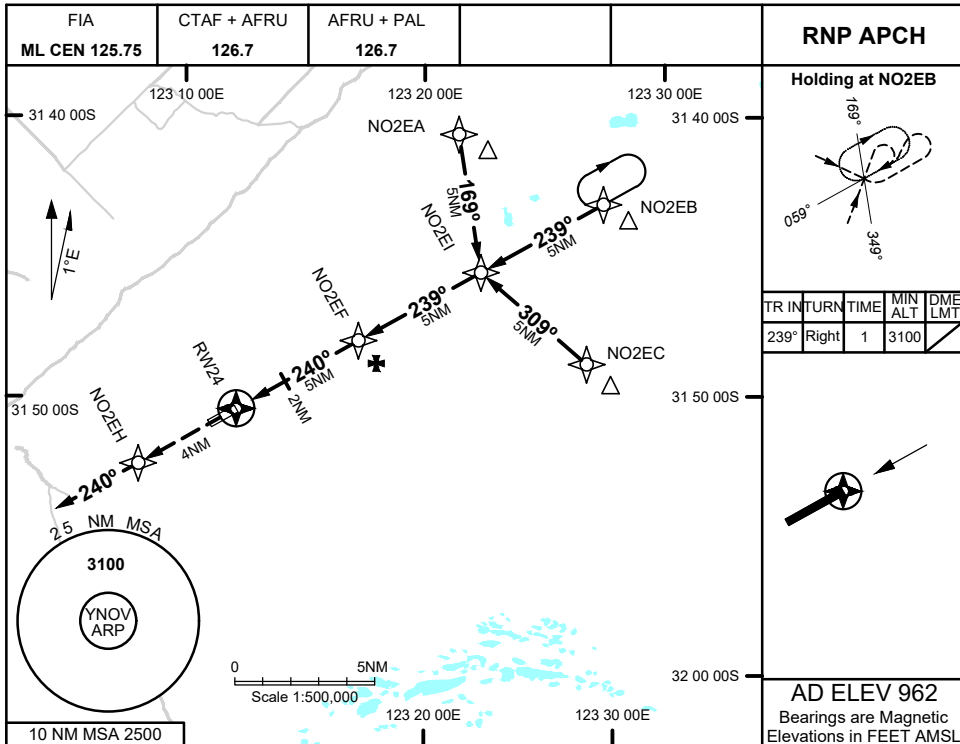 FIA
ML CEN 125.75
CTAF + AFRU
126.7
AFRU + PAL
126.7
RNP APCH
123 10 00E
123 20 00E
123 30 00E
31 40 00S
31 40 00S
NO2EA
169°
5NM
NO2EB
239°
5NM
NO2EI
1°E
239°
5NM
NO2EF
309°
5NM
NO2EC
240°
5NM
2NM
RW24
31 50 00S
31 50 00S
4NM
NO2EH
240°
25 NM MSA
3100
YNOV
ARP
10 NM MSA 2500
0 5NM
Scale 1:500,000
123 20 00E
123 30 00E
32 00 00S
Holding at NO2EB
169°
059°
349°
TR IN TURN TIME MIN ALT DME LMT
239° Right 1 3100
AD ELEV 962
Bearings are Magnetic
Elevations in FEET AMSL